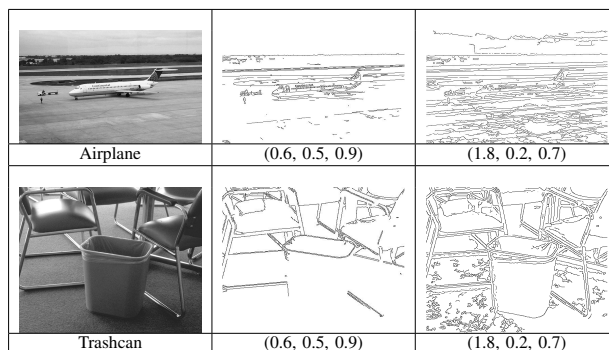 Airplane (0.6, 0.5, 0.9) (1.8, 0.2, 0.7)
Trashcan (0.6, 0.5, 0.9) (1.8, 0.2, 0.7)